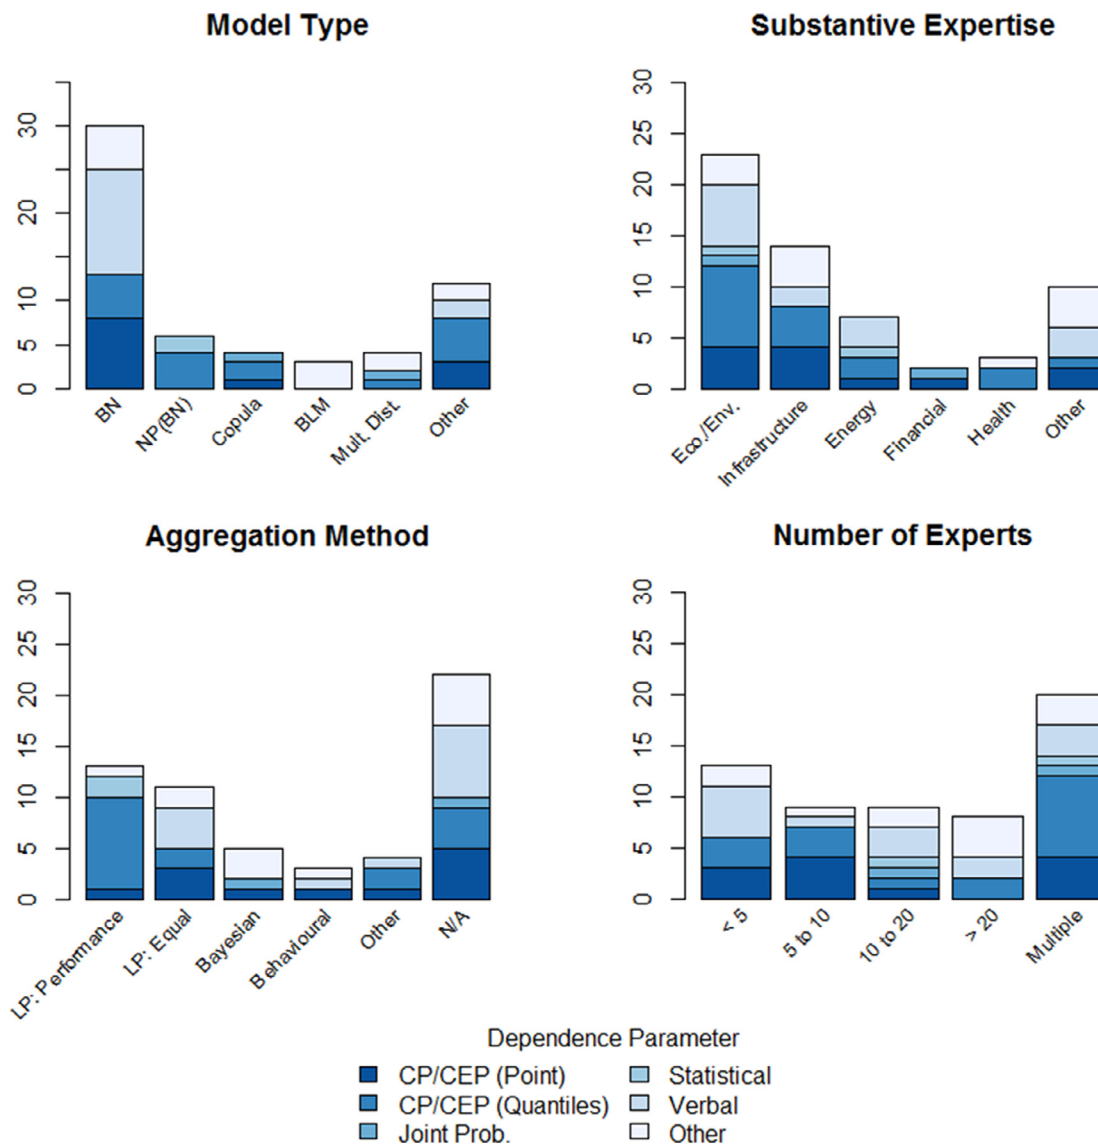 Model Type
30
20
10
5
0
BN
NP(BN)
Copula
BLM
Mult. Dist.
Other
Substantive Expertise
30
25
20
15
10
5
0
Eco./Env.
Infrastructure
Energy
Financial
Health
Other
Aggregation Method
30
25
20
15
10
5
0
LP: Performance
LP: Equal
Bayesian
Behavioural
Other
N/A
Number of Experts
30
25
20
15
10
5
0
< 5
5 to 10
10 to 20
> 20
Multiple
Dependence Parameter
CP/CEP (Point)
CP/CEP (Quantiles)
Joint Prob.
Statistical
Verbal
Other